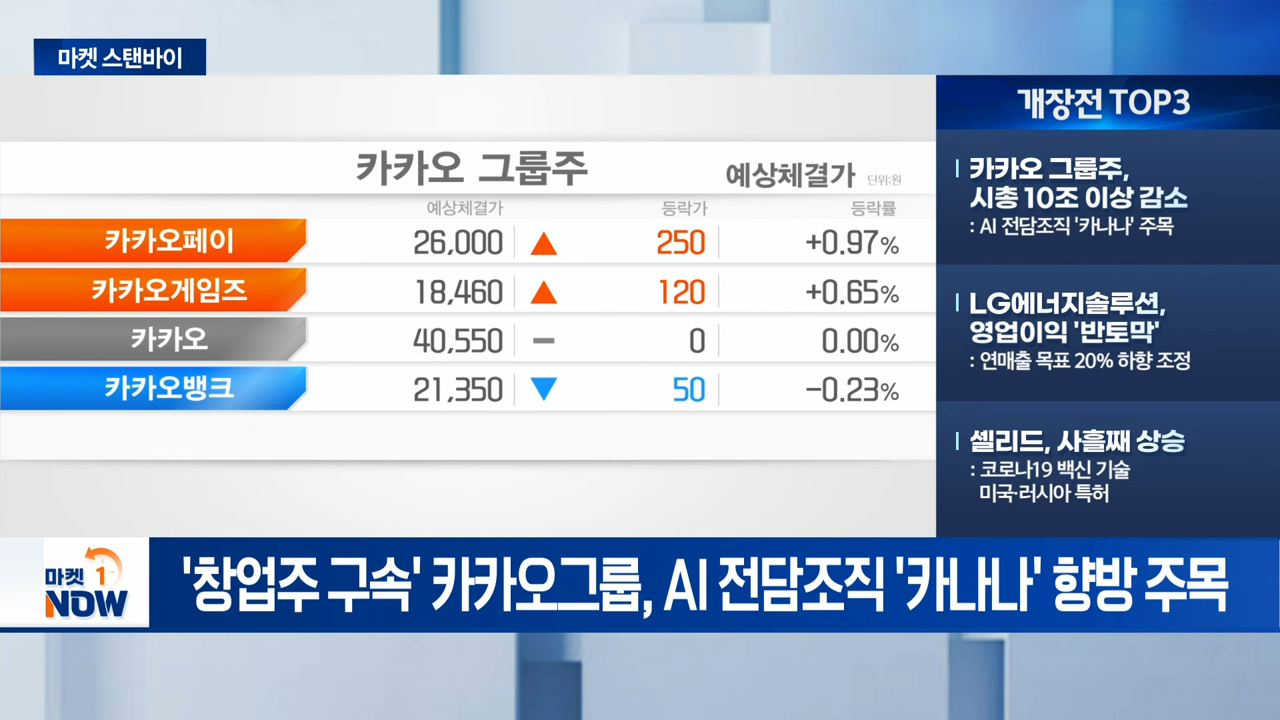 마켓 스탠바이
카카오 그룹주 예상체결가 단위:원
예상체결가 등락가 등락률
카카오페이 26,000 ▲ 250 +0.97%
카카오게임즈 18,460 ▲ 120 +0.65%
카카오 40,550 - 0 0.00%
카카오뱅크 21,350 ▼ 50 -0.23%
개장전 TOP3
카카오 그룹주,
시총 10조 이상 감소
: AI 전담조직 '카나나' 주목
LG에너지솔루션,
영업이익 '반토막'
: 연매출 목표 20% 하향 조정
셀리드, 사흘째 상승
: 코로나19 백신 기술
미국·러시아 특허
마켓 1
NOW
'창업주 구속' 카카오그룹, AI 전담조직 '카나나' 향방 주목